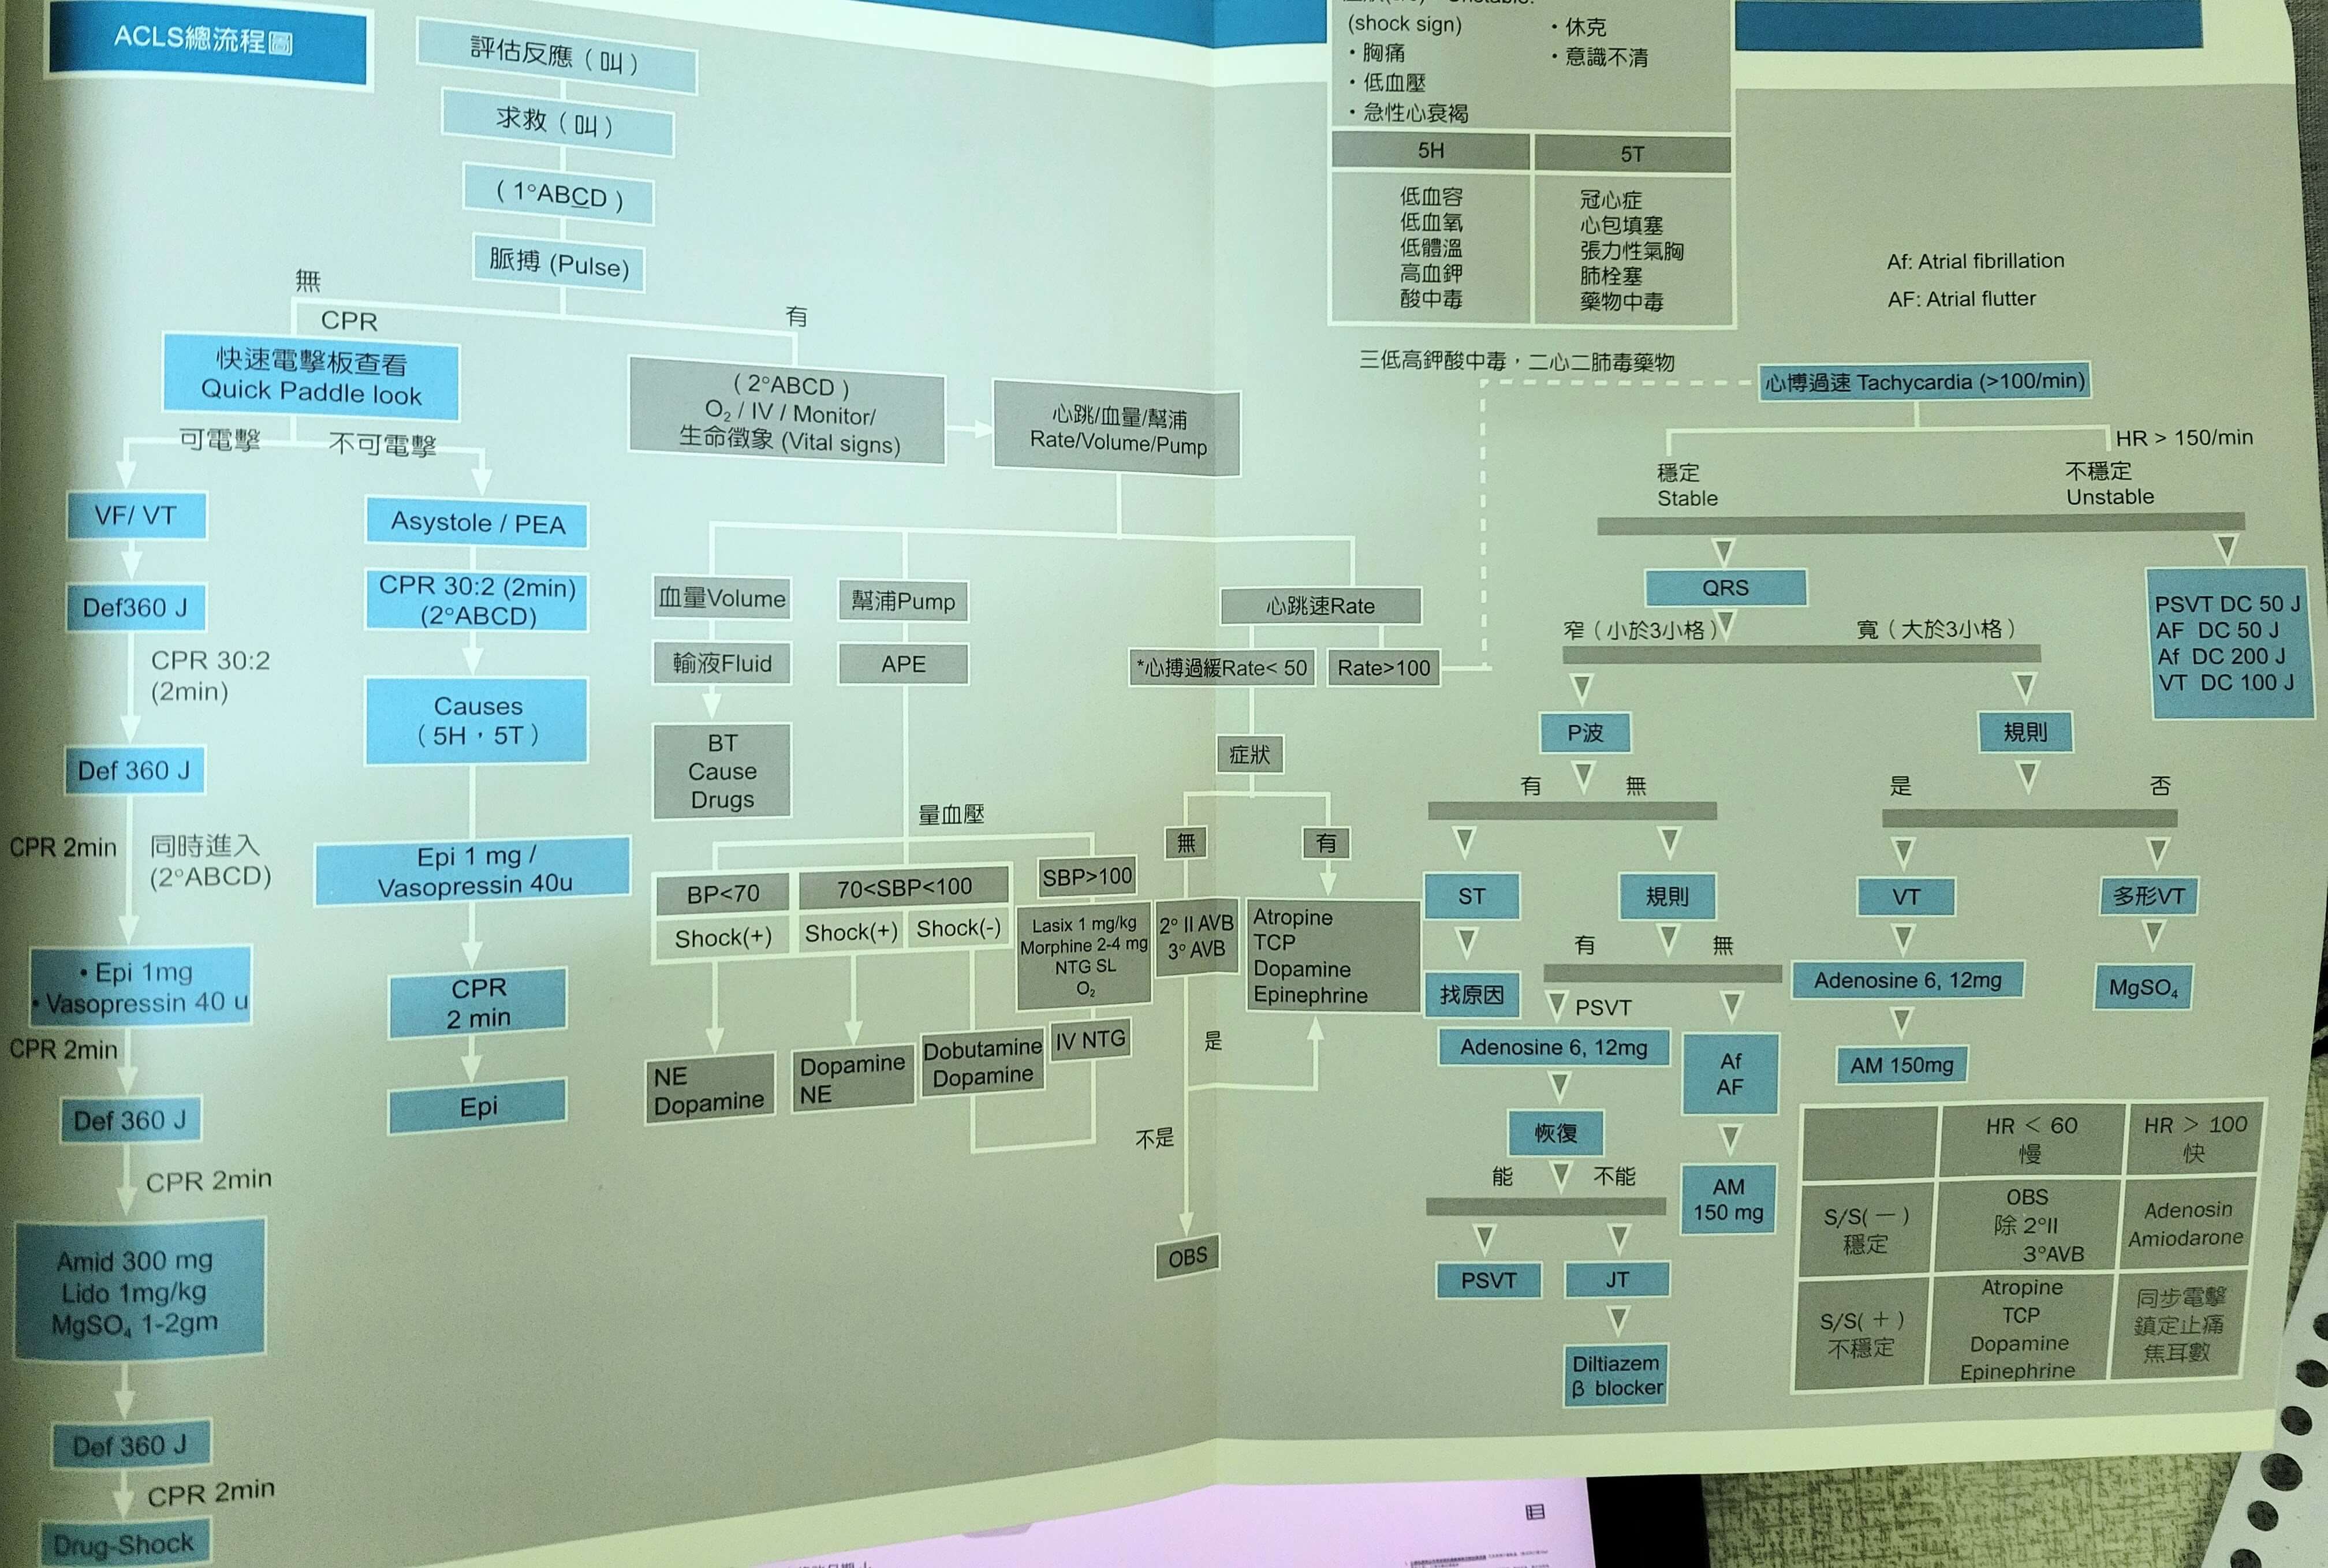 ACLS總流程圖
評估反應（叫）
求救（叫）
（1°ABCD）
脈搏 (Pulse)
無
CPR
有
快速電擊板查看
Quick Paddle look
可電擊
不可電擊
VF/ VT
Def360 J
CPR 30:2
(2min)
Def 360 J
CPR 2min
同時進入
(2°ABCD)
• Epi 1mg
• Vasopressin 40 u
CPR 2min
Def 360 J
CPR 2min
Amid 300 mg
Lido 1mg/kg
MgSO₄ 1-2gm
Def 360 J
CPR 2min
Drug-Shock
Asystole / PEA
CPR 30:2 (2min)
(2°ABCD)
Causes
（5H，5T）
Epi 1 mg /
Vasopressin 40u
CPR
2 min
Epi
（2°ABCD）
O₂ / IV / Monitor/
生命徵象 (Vital signs)
心跳/血量/幫浦
Rate/Volume/Pump
血量Volume
輸液Fluid
BT
Cause
Drugs
幫浦Pump
APE
量血壓
BP<70
Shock(+)
70<SBP<100
Shock(+)
Shock(-)
SBP>100
Lasix 1 mg/kg
Morphine 2-4 mg
NTG SL
O₂
NE
Dopamine
Dopamine
NE
Dobutamine
Dopamine
IV NTG
心跳速Rate
*心搏過緩Rate< 50
Rate>100
症狀
無
有
2° II AVB
3° AVB
Atropine
TCP
Dopamine
Epinephrine
是
不是
OBS
(shock sign)
・胸痛
・低血壓
・急性心衰褐
・休克
・意識不清
5H
5T
低血容
低血氧
低體溫
高血鉀
酸中毒
冠心症
心包填塞
張力性氣胸
肺栓塞
藥物中毒
三低高鉀酸中毒，二心二肺毒藥物
Af: Atrial fibrillation
AF: Atrial flutter
心博過速 Tachycardia (>100/min)
HR > 150/min
穩定
Stable
不穩定
Unstable
QRS
PSVT DC 50 J
AF DC 50 J
Af DC 200 J
VT DC 100 J
窄（小於3小格）
寬（大於3小格）
P波
規則
有
無
是
否
ST
規則
VT
多形VT
找原因
有
無
Adenosine 6, 12mg
MgSO₄
PSVT
Adenosine 6, 12mg
Af
AF
AM 150mg
恢復
能
不能
AM
150 mg
PSVT
JT
Diltiazem
β blocker
HR < 60
慢
HR > 100
快
S/S( − )
穩定
OBS
除 2°II
3°AVB
Adenosin
Amiodarone
S/S( + )
不穩定
Atropine
TCP
Dopamine
Epinephrine
同步電擊
鎮定止痛
焦耳數